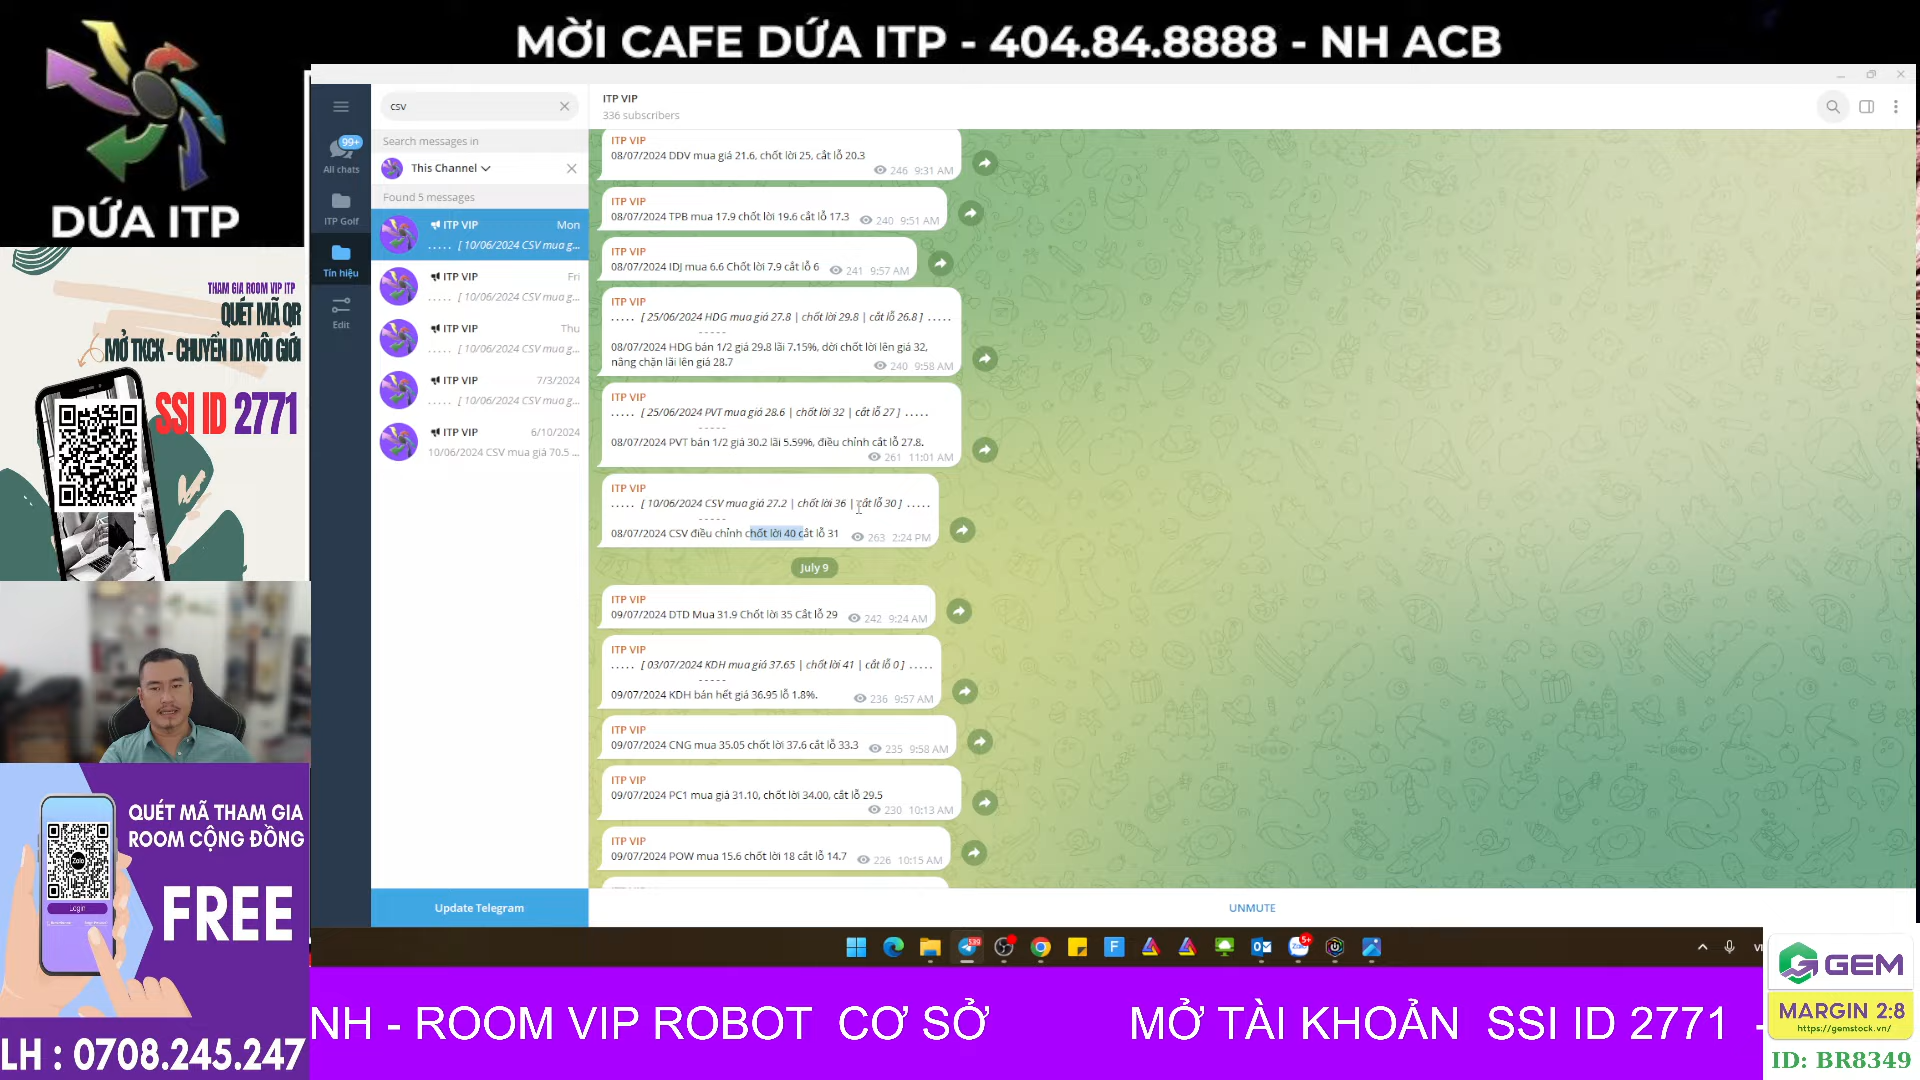 MỜI CAFE DỨA ITP - 404.84.8888 - NH ACB
DỨA ITP
THAM GIA ROOM VIP ITP
QUÉT MÃ QR
MỞ TKCK - CHUYỂN ID MÔI GIỚI
SSI ID 2771
QUÉT MÃ THAM GIA
ROOM CỘNG ĐỒNG
Zalo
Login
FREE
LH : 0708.245.247
99+
All chats
ITP Golf
Tín hiệu
Edit
csv
Search messages in
This Channel
Found 5 messages
ITP VIP Mon
. . . . . [ 10/06/2024 CSV mua g...
ITP VIP Fri
. . . . . [ 10/06/2024 CSV mua g...
ITP VIP Thu
. . . . . [ 10/06/2024 CSV mua g...
ITP VIP 7/3/2024
. . . . . [ 10/06/2024 CSV mua g...
ITP VIP 6/10/2024
10/06/2024 CSV mua giá 70.5 ...
Update Telegram
ITP VIP
336 subscribers
ITP VIP
08/07/2024 DDV mua giá 21.6, chốt lời 25, cắt lỗ 20.3
246 9:31 AM
ITP VIP
08/07/2024 TPB mua 17.9 chốt lời 19.6 cắt lỗ 17.3 240 9:51 AM
ITP VIP
08/07/2024 IDJ mua 6.6 Chốt lời 7.9 cắt lỗ 6 241 9:57 AM
ITP VIP
. . . . . [ 25/06/2024 HDG mua giá 27.8 | chốt lời 29.8 | cắt lỗ 26.8 ] . . . . .
- - - - -
08/07/2024 HDG bán 1/2 giá 29.8 lãi 7.15%, dời chốt lời lên giá 32,
nâng chặn lãi lên giá 28.7
240 9:58 AM
ITP VIP
. . . . . [ 25/06/2024 PVT mua giá 28.6 | chốt lời 32 | cắt lỗ 27 ] . . . . .
- - - - -
08/07/2024 PVT bán 1/2 giá 30.2 lãi 5.59%, điều chỉnh cắt lỗ 27.8.
261 11:01 AM
ITP VIP
. . . . . [ 10/06/2024 CSV mua giá 27.2 | chốt lời 36 | cắt lỗ 30 ] . . . . .
- - - - -
08/07/2024 CSV điều chỉnh chốt lời 40 cắt lỗ 31 263 2:24 PM
July 9
ITP VIP
09/07/2024 DTD Mua 31.9 Chốt lời 35 Cắt lỗ 29 242 9:24 AM
ITP VIP
. . . . . [ 03/07/2024 KDH mua giá 37.65 | chốt lời 41 | cắt lỗ 0 ] . . . . .
- - - - -
09/07/2024 KDH bán hết giá 36.95 lỗ 1.8%. 236 9:57 AM
ITP VIP
09/07/2024 CNG mua 35.05 chốt lời 37.6 cắt lỗ 33.3 235 9:58 AM
ITP VIP
09/07/2024 PC1 mua giá 31.10, chốt lời 34.00, cắt lỗ 29.5
230 10:13 AM
ITP VIP
09/07/2024 POW mua 15.6 chốt lời 18 cắt lỗ 14.7 226 10:15 AM
UNMUTE
539
F
5+
NH - ROOM VIP ROBOT CƠ SỞ MỞ TÀI KHOẢN SSI ID 2771 -
GEM
MARGIN 2:8
https://gemstock.vn/
ID: BR8349